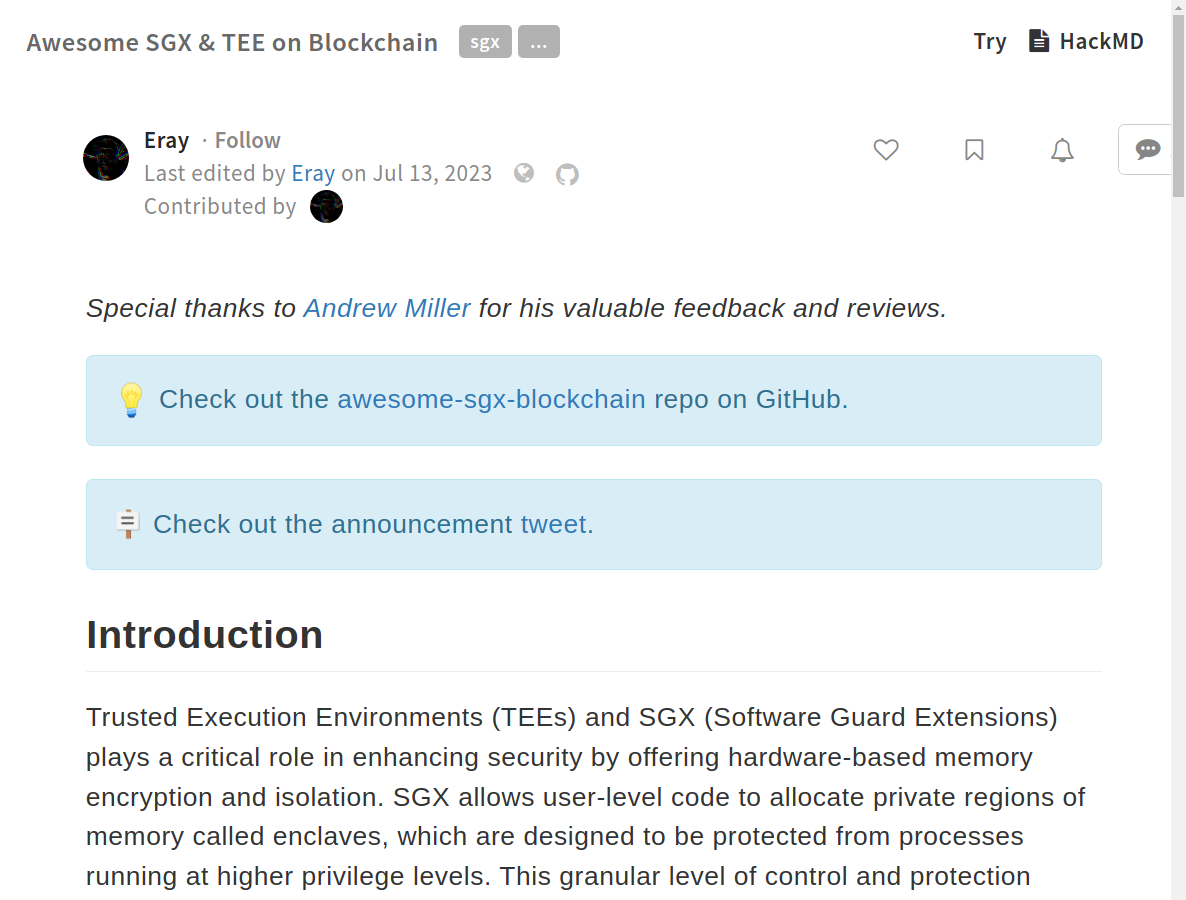 Awesome SGX & TEE on Blockchain sgx ... Try HackMD
Eray · Follow
Last edited by Eray on Jul 13, 2023
Contributed by
Special thanks to Andrew Miller for his valuable feedback and reviews.
💡 Check out the awesome-sgx-blockchain repo on GitHub.
🪧 Check out the announcement tweet.
Introduction
Trusted Execution Environments (TEEs) and SGX (Software Guard Extensions)
plays a critical role in enhancing security by offering hardware-based memory
encryption and isolation. SGX allows user-level code to allocate private regions of
memory called enclaves, which are designed to be protected from processes
running at higher privilege levels. This granular level of control and protection